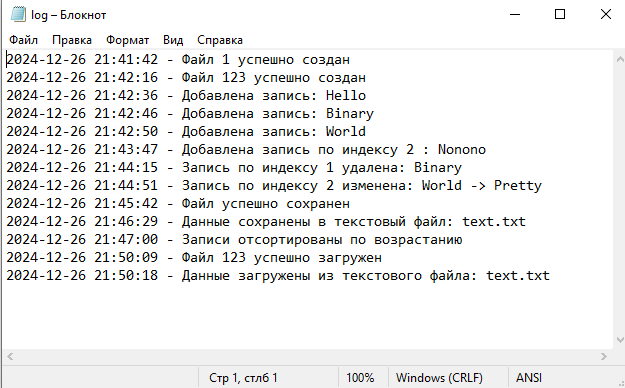 log – Блокнот
Файл Правка Формат Вид Справка
2024-12-26 21:41:42 - Файл 1 успешно создан
2024-12-26 21:42:16 - Файл 123 успешно создан
2024-12-26 21:42:36 - Добавлена запись: Hello
2024-12-26 21:42:46 - Добавлена запись: Binary
2024-12-26 21:42:50 - Добавлена запись: World
2024-12-26 21:43:47 - Добавлена запись по индексу 2 : Nonono
2024-12-26 21:44:15 - Запись по индексу 1 удалена: Binary
2024-12-26 21:44:51 - Запись по индексу 2 изменена: World -> Pretty
2024-12-26 21:45:42 - Файл успешно сохранен
2024-12-26 21:46:29 - Данные сохранены в текстовый файл: text.txt
2024-12-26 21:47:00 - Записи отсортированы по возрастанию
2024-12-26 21:50:09 - Файл 123 успешно загружен
2024-12-26 21:50:18 - Данные загружены из текстового файла: text.txt
Стр 1, стлб 1 100% Windows (CRLF) ANSI